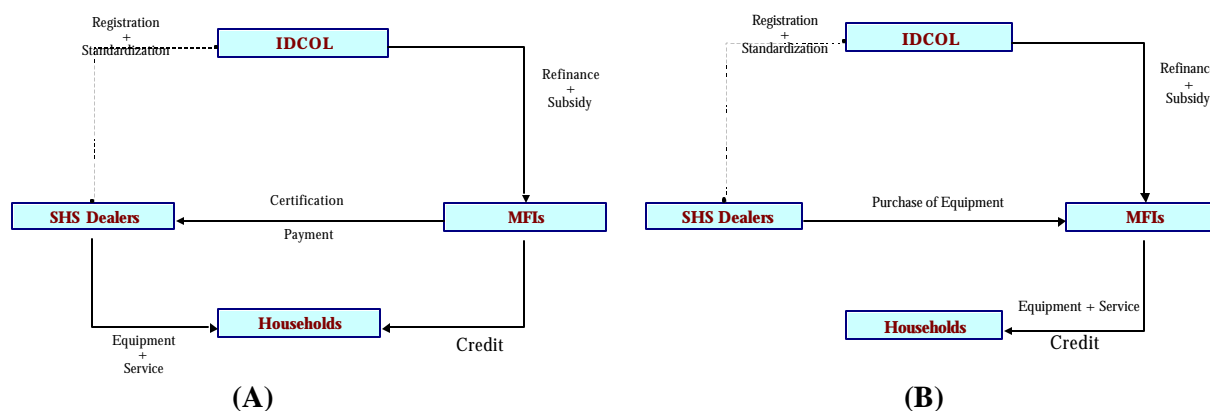 Registration
+
Standardization
IDCOL
Refinance
+
Subsidy
SHS Dealers
Certification
Payment
MFIs
Equipment
+
Service
Households
Credit
(A)
Registration
+
Standardization
IDCOL
Refinanc
+
Subsidy
SHS Dealers
Purchase of Equipment
MFIs
Households
Equipment + Service
Credit
(B)